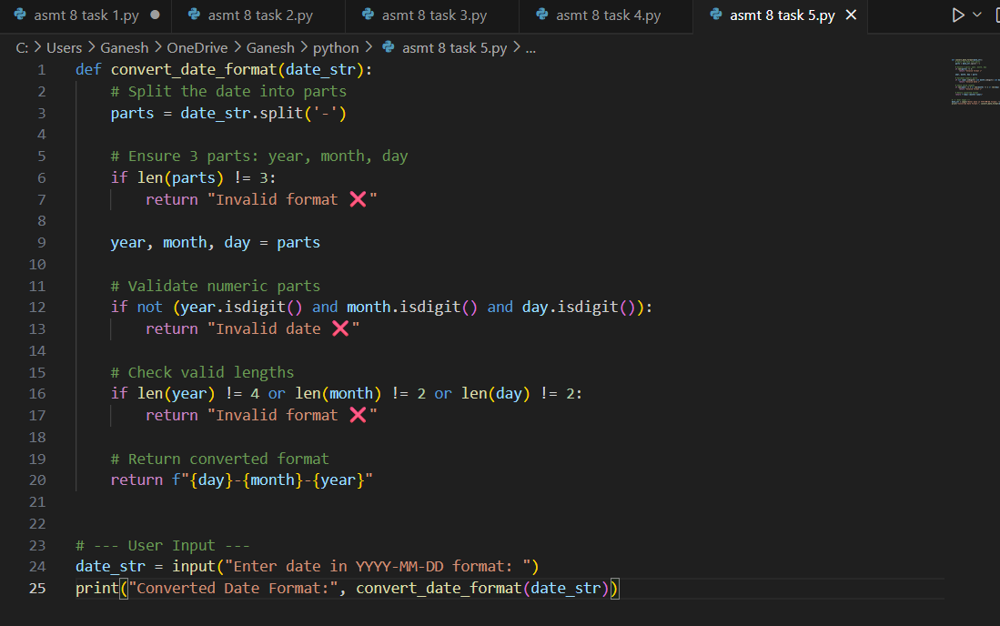 asmt 8 task 1.py ● asmt 8 task 2.py asmt 8 task 3.py asmt 8 task 4.py asmt 8 task 5.py ×
C: > Users > Ganesh > OneDrive > Ganesh > python > asmt 8 task 5.py > ...
1 def convert_date_format(date_str):
2     # Split the date into parts
3     parts = date_str.split('-')
4
5     # Ensure 3 parts: year, month, day
6     if len(parts) != 3:
7         return "Invalid format ❌"
8
9     year, month, day = parts
10
11     # Validate numeric parts
12     if not (year.isdigit() and month.isdigit() and day.isdigit()):
13         return "Invalid date ❌"
14
15     # Check valid lengths
16     if len(year) != 4 or len(month) != 2 or len(day) != 2:
17         return "Invalid format ❌"
18
19     # Return converted format
20     return f"{day}-{month}-{year}"
21
22
23 # --- User Input ---
24 date_str = input("Enter date in YYYY-MM-DD format: ")
25 print("Converted Date Format:", convert_date_format(date_str))